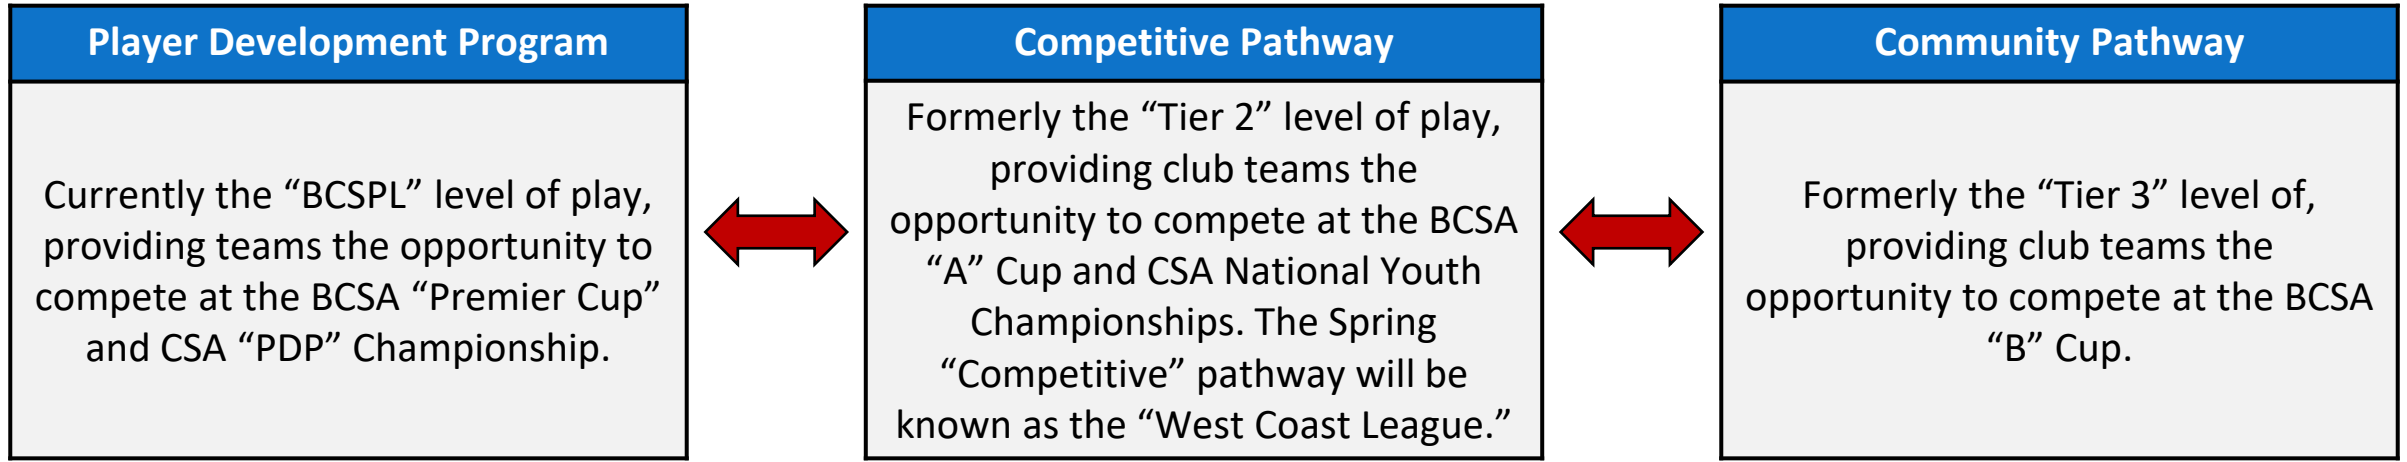 Player Development Program
Currently the “BCSPL” level of play,
providing teams the opportunity to
compete at the BCSA “Premier Cup”
and CSA “PDP” Championship.
Competitive Pathway
Formerly the “Tier 2” level of play,
providing club teams the
opportunity to compete at the BCSA
“A” Cup and CSA National Youth
Championships. The Spring
“Competitive” pathway will be
known as the “West Coast League.”
Community Pathway
Formerly the “Tier 3” level of,
providing club teams the
opportunity to compete at the BCSA
“B” Cup.